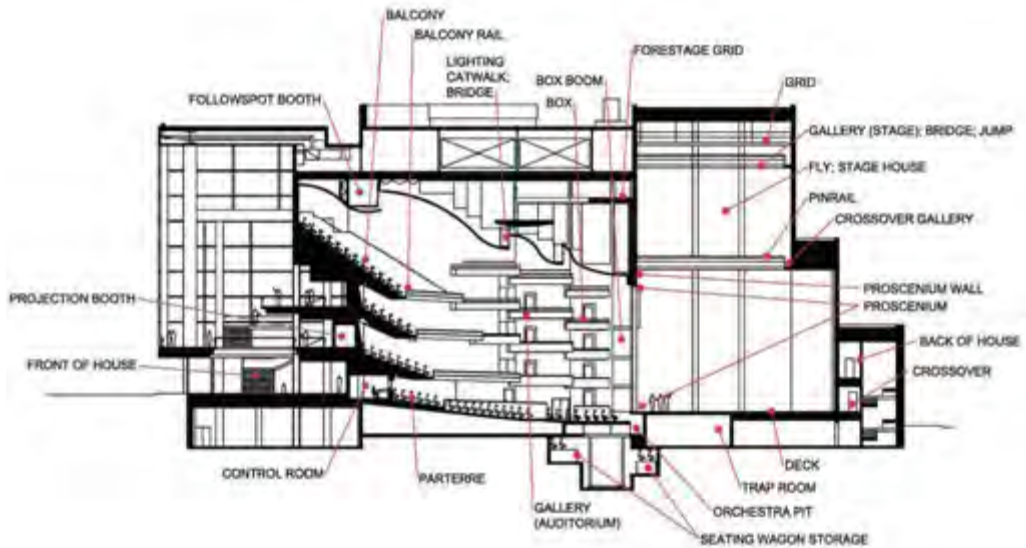 BALCONY
BALCONY RAIL
LIGHTING
CATWALK;
BRIDGE
BOX BOOM
BOX
FORESTAGE GRID
GRID
FOLLOWSPOT BOOTH
GALLERY (STAGE); BRIDGE; JUMP
FLY; STAGE HOUSE
PINRAIL
CROSSOVER GALLERY
PROJECTION BOOTH
PROSCENIUM WALL
PROSCENIUM
FRONT OF HOUSE
BACK OF HOUSE
CROSSOVER
CONTROL ROOM
PARTERRE
GALLERY
(AUDITORIUM)
DECK
TRAP ROOM
ORCHESTRA PIT
SEATING WAGON STORAGE